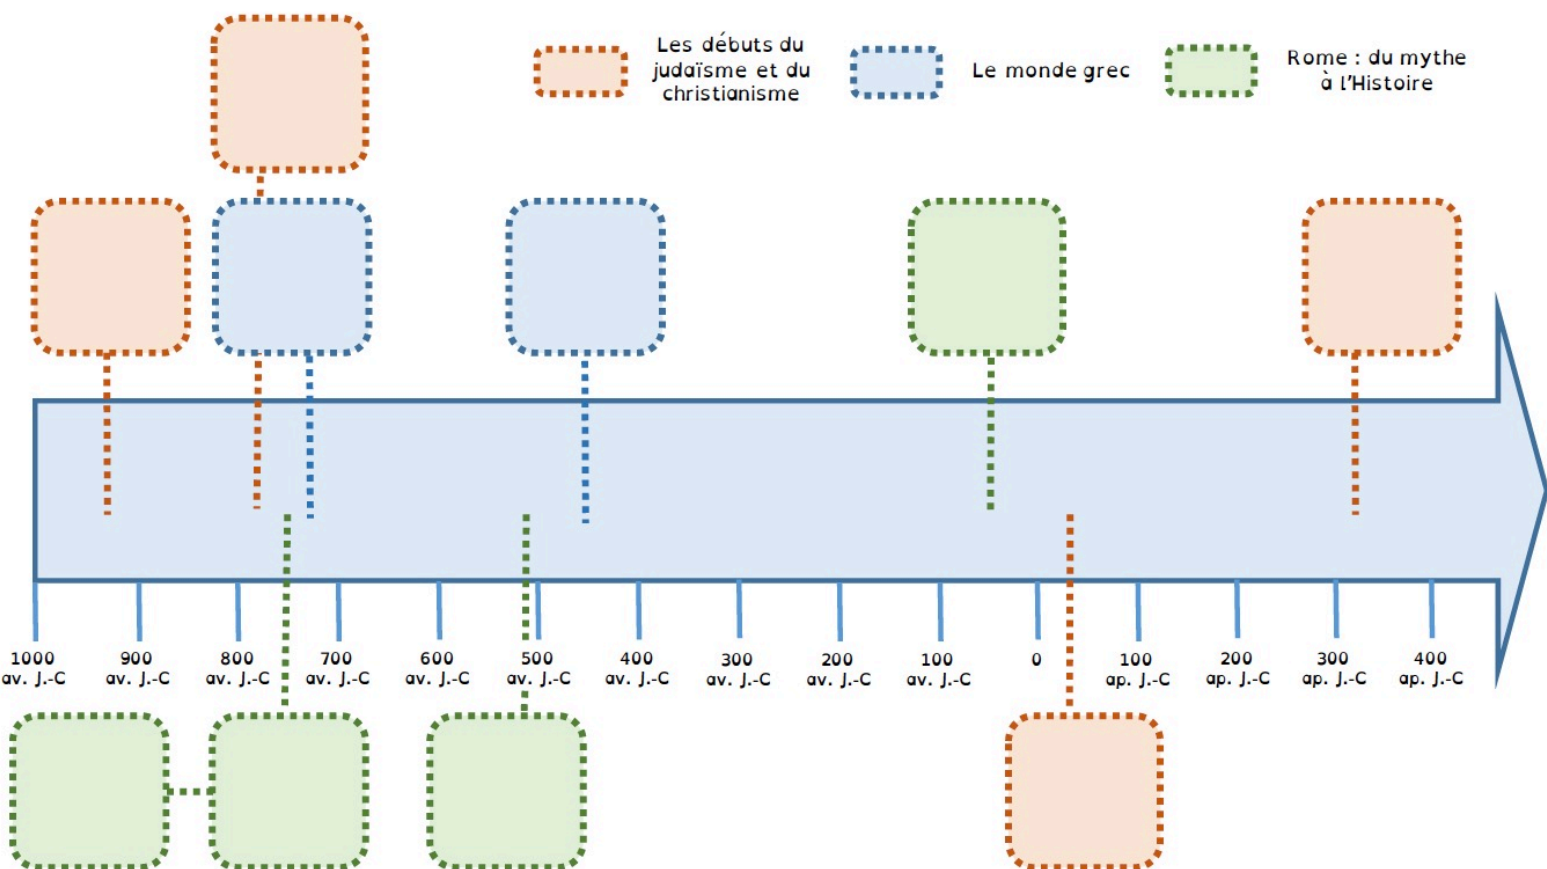 Les débuts du
judaïsme et du
christianisme
Le monde grec
Rome : du mythe
à l'Histoire
1000
av. J.-C
900
av. J.-C
800
av. J.-C
700
av. J.-C
600
av. J.-C
500
av. J.-C
400
av. J.-C
300
av. J.-C
200
av. J.-C
100
av. J.-C
0
100
ap. J.-C
200
ap. J.-C
300
ap. J.-C
400
ap. J.-C